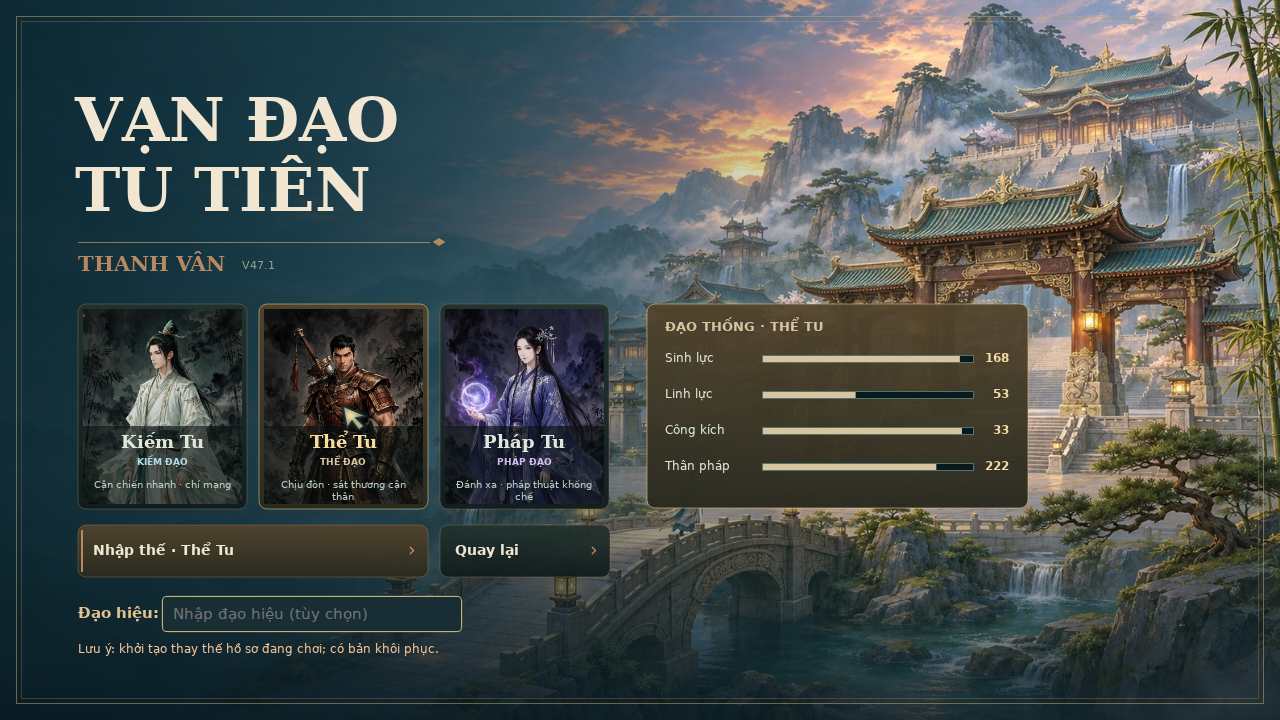 VẠN ĐẠO
TU TIÊN
THANH VÂN V47.1
Kiếm Tu
KIẾM ĐẠO
Cận chiến nhanh · chí mạng
Thể Tu
THỂ ĐẠO
Chịu đòn · sát thương cận
thân
Pháp Tu
PHÁP ĐẠO
Đánh xa · pháp thuật khống
chế
ĐẠO THỐNG · THỂ TU
Sinh lực 168
Linh lực 53
Công kích 33
Thân pháp 222
Nhập thế · Thể Tu ›
Quay lại ›
Đạo hiệu: Nhập đạo hiệu (tùy chọn)
Lưu ý: khởi tạo thay thế hồ sơ đang chơi; có bản khôi phục.